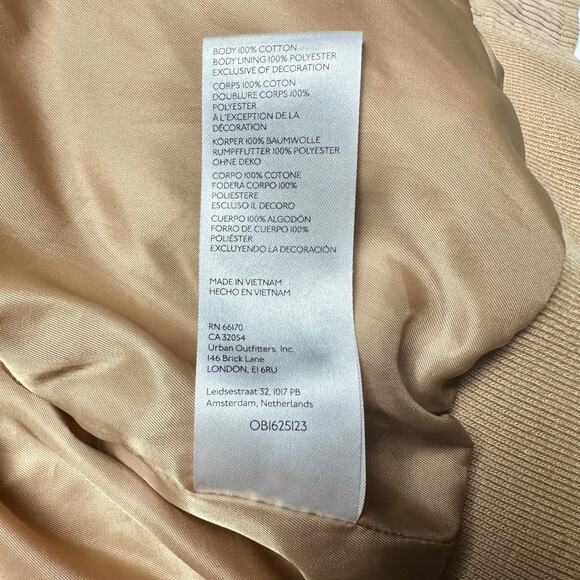 BODY 100% COTTON
BODY LINING 100% POLYESTER
EXCLUSIVE OF DECORATION
CORPS 100% COTON
DOUBLURE CORPS 100%
POLYESTER
À L'EXCEPTION DE LA
DÉCORATION
KÖRPER 100% BAUMWOLLE
RUMPFFUTTER 100% POLYESTER
OHNE DEKO
CORPO 100% COTONE
FODERA CORPO 100%
POLIESTERE
ESCLUSO IL DECORO
CUERPO 100% ALGODÓN
FORRO DE CUERPO 100%
POLIÉSTER
EXCLUYENDO LA DECORACIÓN
MADE IN VIETNAM
HECHO EN VIETNAM
RN 66170
CA 32054
Urban Outfitters, Inc.
146 Brick Lane
LONDON, E1 6RU
Leidsestraat 32, 1017 PB
Amsterdam, Netherlands
OB1625123